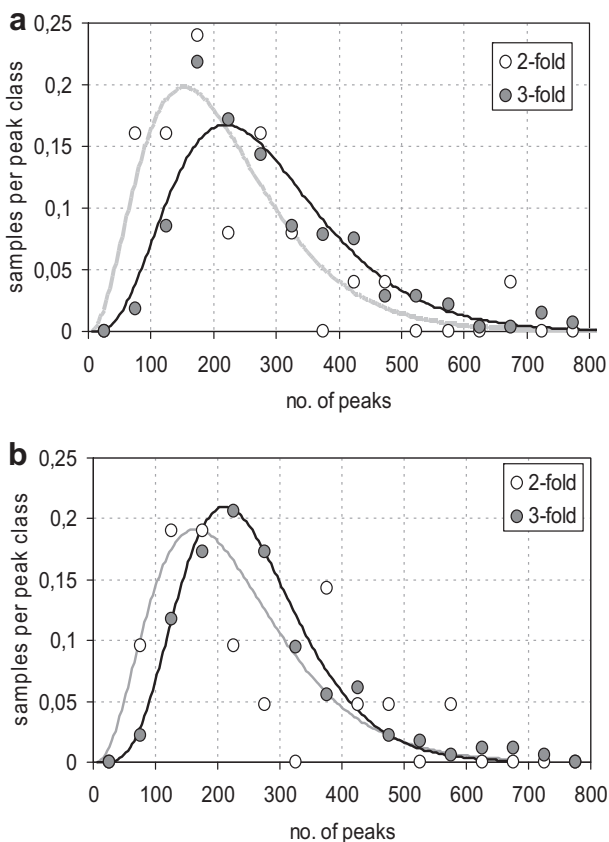 a
0,25
0,2
0,15
0,1
0,05
0
samples per peak class
2-fold
3-fold
0 100 200 300 400 500 600 700 800
no. of peaks
b
0,25
0,2
0,15
0,1
0,05
0
samples per peak class
2-fold
3-fold
0 100 200 300 400 500 600 700 800
no. of peaks